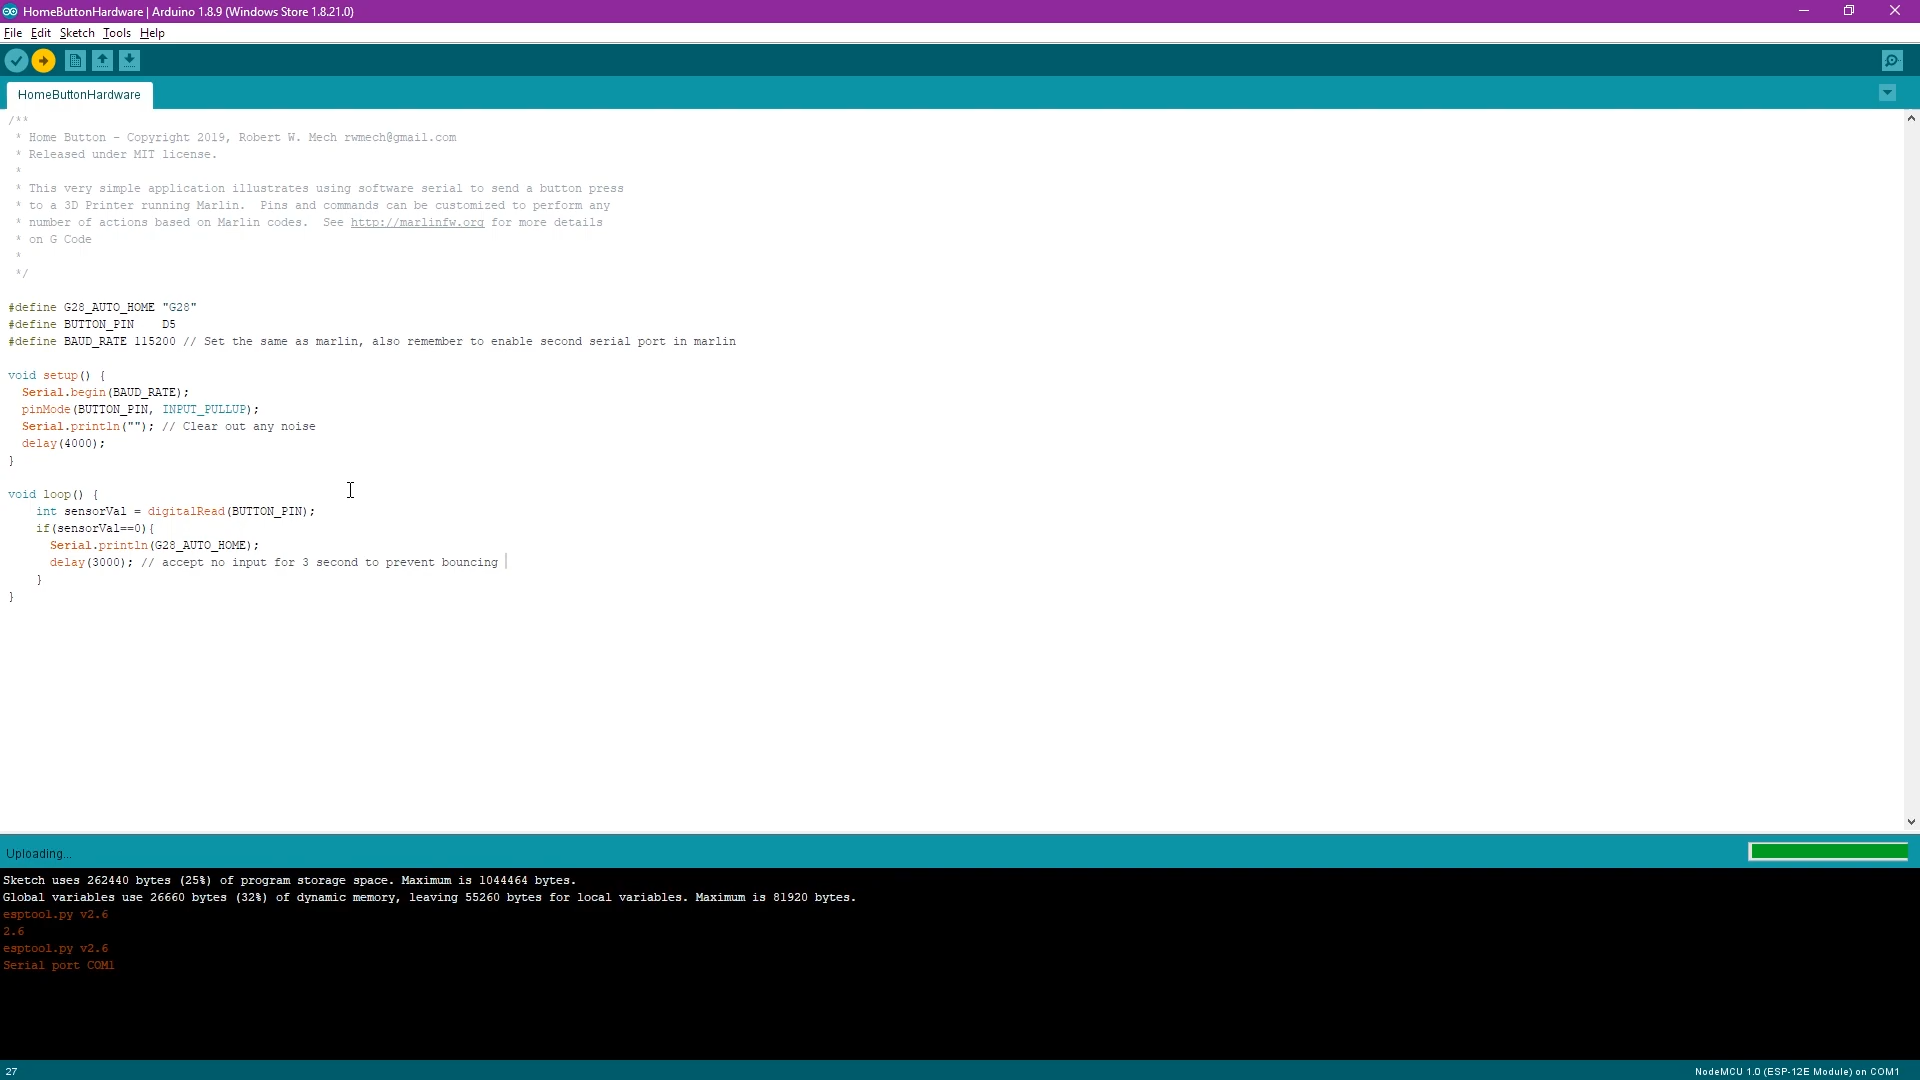 HomeButtonHardware | Arduino 1.8.9 (Windows Store 1.8.21.0)
File Edit Sketch Tools Help
HomeButtonHardware
/**
 * Home Button - Copyright 2019, Robert W. Mech rwmech@gmail.com
 * Released under MIT license.
 *
 * This very simple application illustrates using software serial to send a button press
 * to a 3D Printer running Marlin.  Pins and commands can be customized to perform any
 * number of actions based on Marlin codes.  See http://marlinfw.org for more details
 * on G Code
 *
 */
#define G28_AUTO_HOME "G28"
#define BUTTON_PIN    D5
#define BAUD_RATE 115200 // Set the same as marlin, also remember to enable second serial port in marlin
void setup() {
  Serial.begin(BAUD_RATE);
  pinMode(BUTTON_PIN, INPUT_PULLUP);
  Serial.println(""); // Clear out any noise
  delay(4000);
}
void loop() {
    int sensorVal = digitalRead(BUTTON_PIN);
    if(sensorVal==0){
      Serial.println(G28_AUTO_HOME);
      delay(3000); // accept no input for 3 second to prevent bouncing
    }
}
Uploading...
Sketch uses 262440 bytes (25%) of program storage space. Maximum is 1044464 bytes.
Global variables use 26660 bytes (32%) of dynamic memory, leaving 55260 bytes for local variables. Maximum is 81920 bytes.
esptool.py v2.6
2.6
esptool.py v2.6
Serial port COM1
27
NodeMCU 1.0 (ESP-12E Module) on COM1